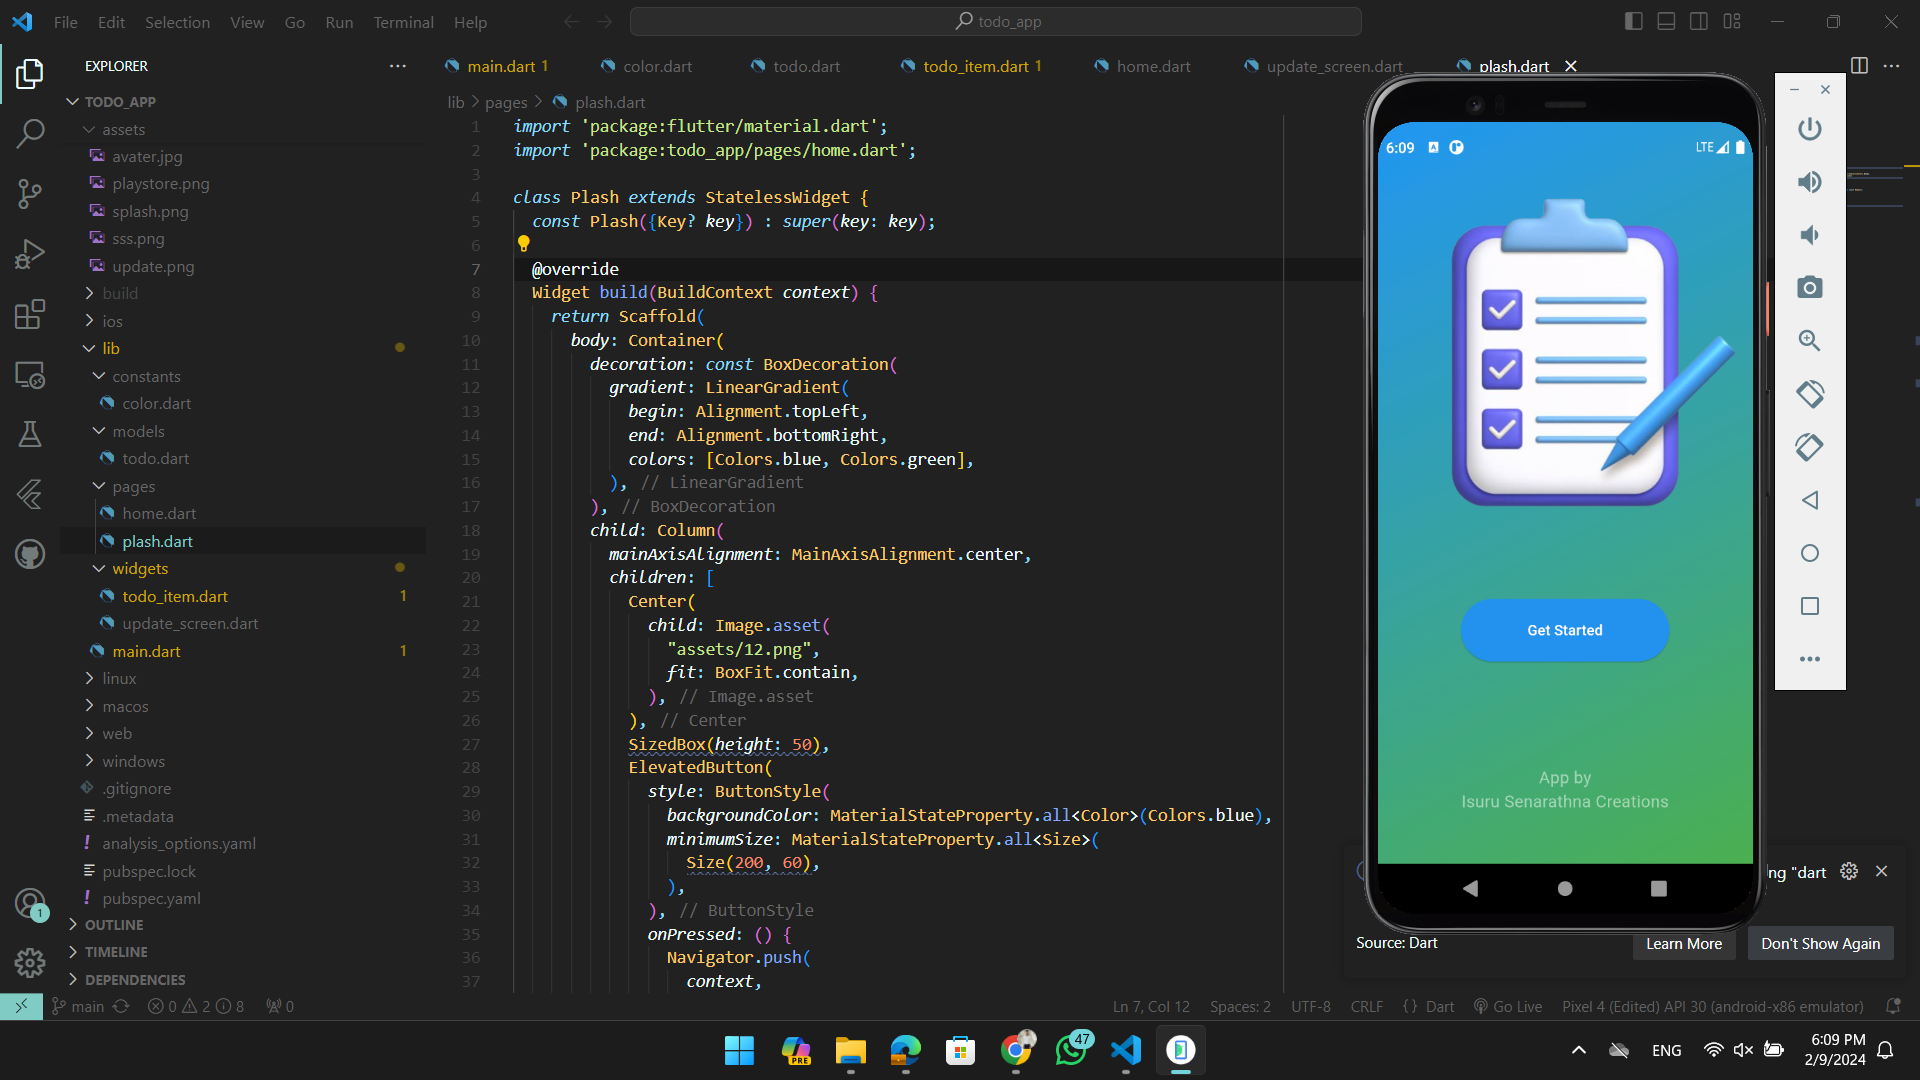 File Edit Selection View Go Run Terminal Help
todo_app
EXPLORER
TODO_APP
assets
avater.jpg
playstore.png
splash.png
sss.png
update.png
build
ios
lib
constants
color.dart
models
todo.dart
pages
home.dart
plash.dart
widgets
todo_item.dart 1
update_screen.dart
main.dart 1
linux
macos
web
windows
.gitignore
.metadata
analysis_options.yaml
pubspec.lock
pubspec.yaml
OUTLINE
TIMELINE
DEPENDENCIES
1
main.dart 1 color.dart todo.dart todo_item.dart 1 home.dart update_screen.dart plash.dart
lib > pages > plash.dart
1 import 'package:flutter/material.dart';
2 import 'package:todo_app/pages/home.dart';
3
4 class Plash extends StatelessWidget {
5 const Plash({Key? key}) : super(key: key);
6
7 @override
8 Widget build(BuildContext context) {
9 return Scaffold(
10 body: Container(
11 decoration: const BoxDecoration(
12 gradient: LinearGradient(
13 begin: Alignment.topLeft,
14 end: Alignment.bottomRight,
15 colors: [Colors.blue, Colors.green],
16 ), // LinearGradient
17 ), // BoxDecoration
18 child: Column(
19 mainAxisAlignment: MainAxisAlignment.center,
20 children: [
21 Center(
22 child: Image.asset(
23 "assets/12.png",
24 fit: BoxFit.contain,
25 ), // Image.asset
26 ), // Center
27 SizedBox(height: 50),
28 ElevatedButton(
29 style: ButtonStyle(
30 backgroundColor: MaterialStateProperty.all<Color>(Colors.blue),
31 minimumSize: MaterialStateProperty.all<Size>(
32 Size(200, 60),
33 ),
34 ), // ButtonStyle
35 onPressed: () {
36 Navigator.push(
37 context,
6:09
LTE
Get Started
App by
Isuru Senarathna Creations
ng "dart
Source: Dart
Learn More
Don't Show Again
main 0 2 8 0
Ln 7, Col 12 Spaces: 2 UTF-8 CRLF {} Dart Go Live Pixel 4 (Edited) API 30 (android-x86 emulator)
PRE
47
ENG
6:09 PM
2/9/2024